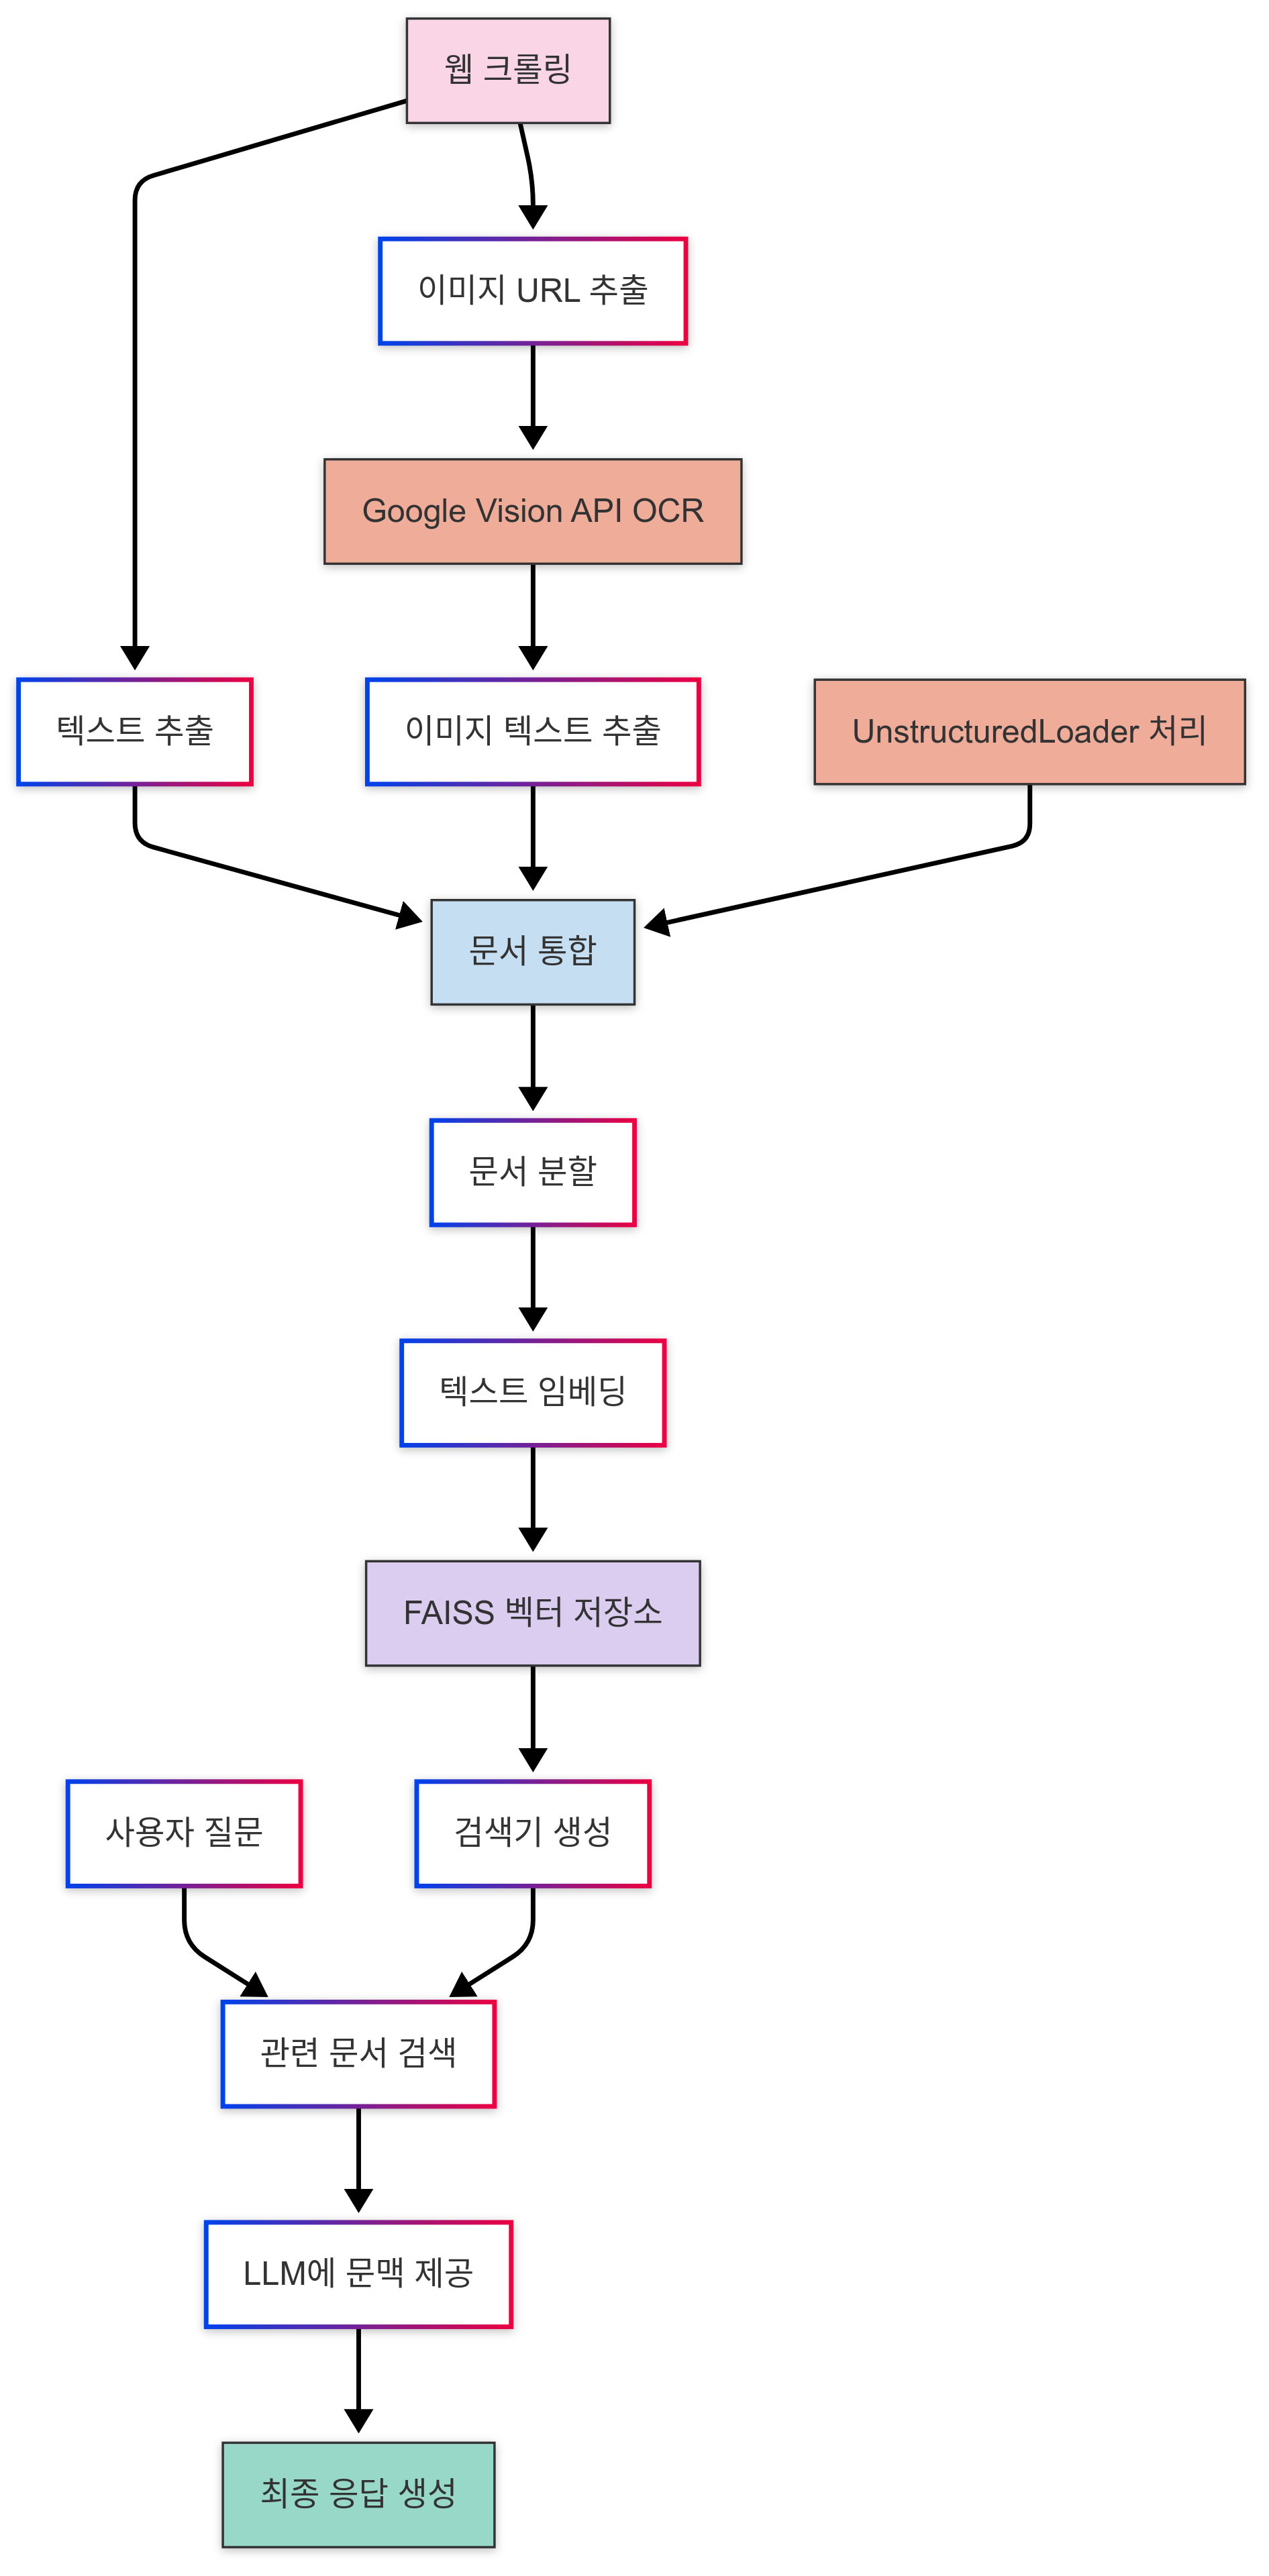 웹 크롤링
이미지 URL 추출
Google Vision API OCR
텍스트 추출
이미지 텍스트 추출
UnstructuredLoader 처리
문서 통합
문서 분할
텍스트 임베딩
FAISS 벡터 저장소
사용자 질문
검색기 생성
관련 문서 검색
LLM에 문맥 제공
최종 응답 생성